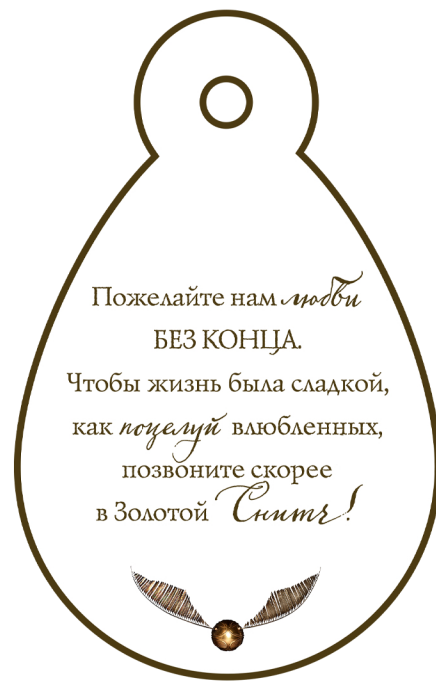 Пожелайте нам любви
БЕЗ КОНЦА.
Чтобы жизнь была сладкой,
как поцелуй влюбленных,
позвоните скорее
в Золотой Снитч!